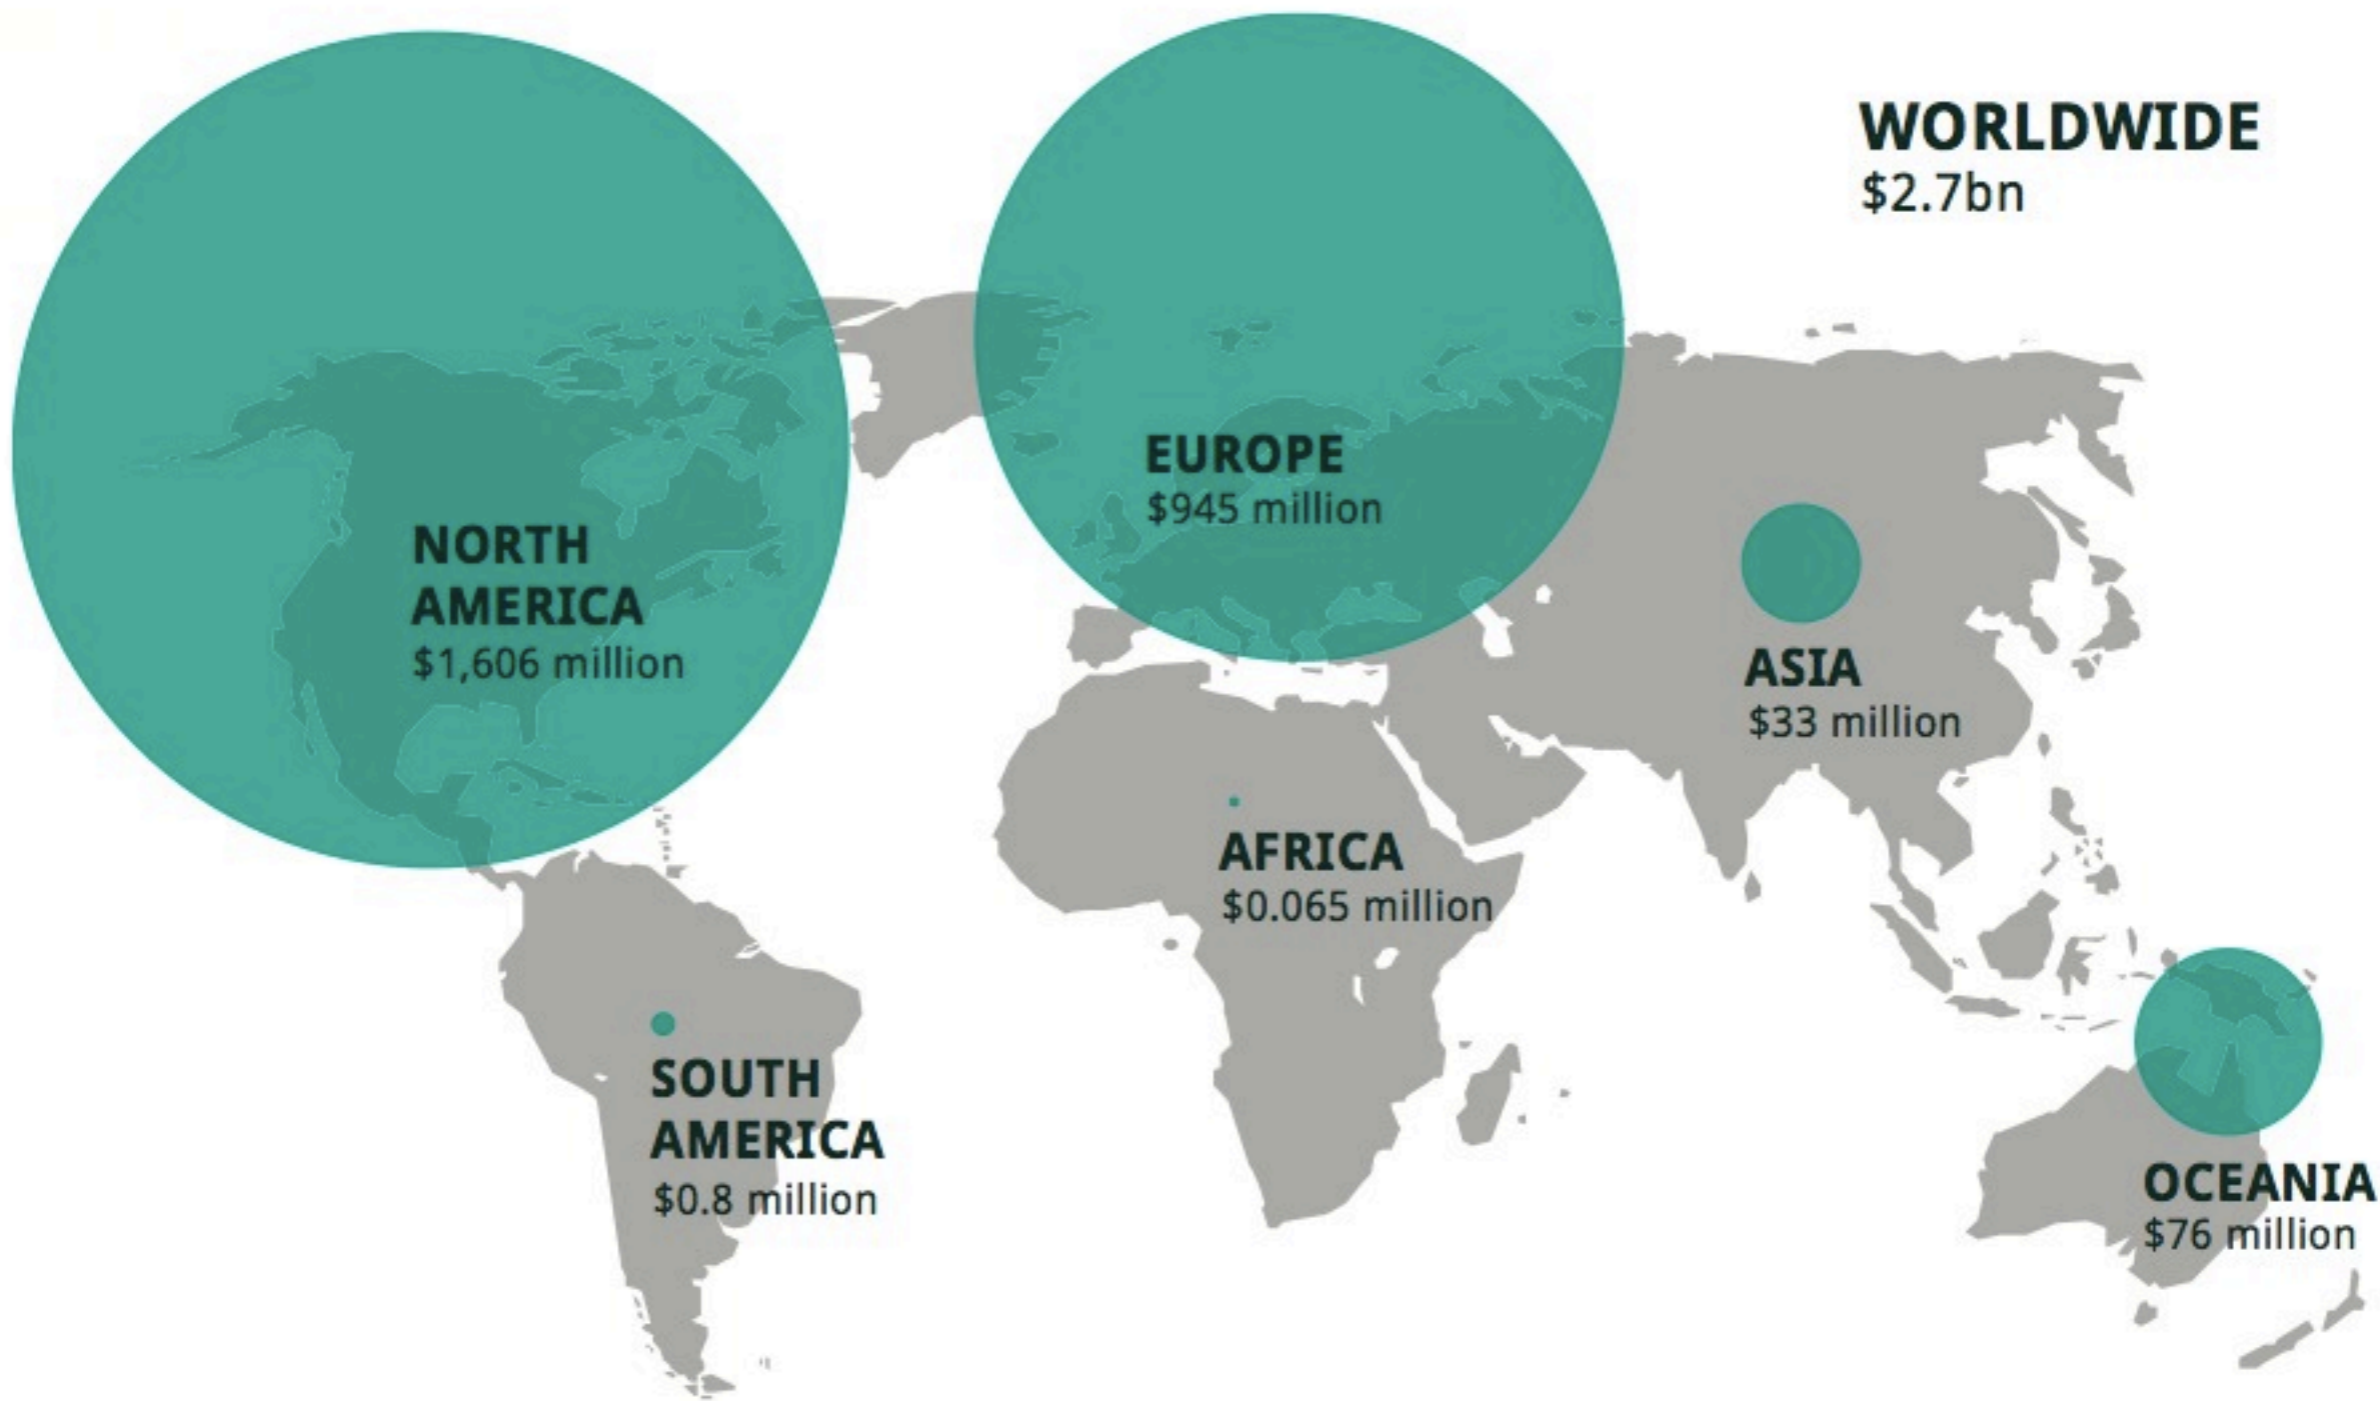 WORLDWIDE
$2.7bn
EUROPE
$945 million
NORTH
AMERICA
$1,606 million
ASIA
$33 million
AFRICA
$0.065 million
SOUTH
AMERICA
$0.8 million
OCEANIA
$76 million